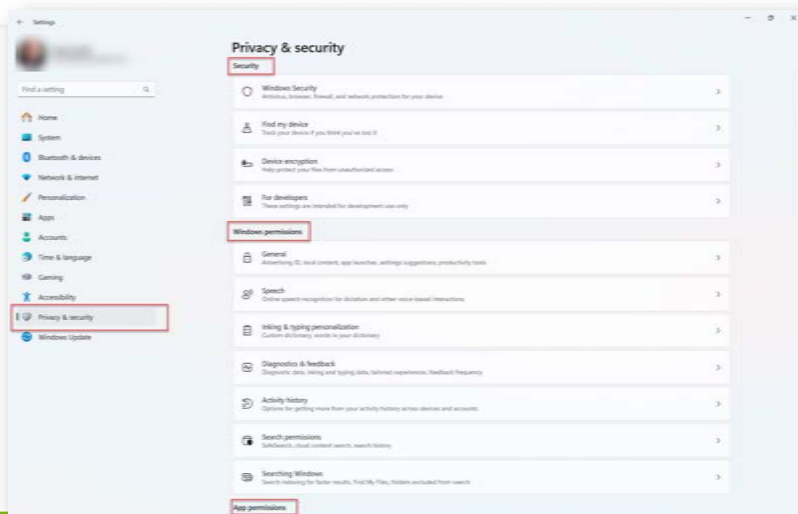 Settings
Find a setting
Home
System
Bluetooth & devices
Network & internet
Personalization
Apps
Accounts
Time & language
Gaming
Accessibility
Privacy & security
Windows Update
Privacy & security
Security
Windows Security
Antivirus, browser, firewall, and network protection for your device
Find my device
Track your device if you think you've lost it
Device encryption
Help protect your files from unauthorized access
For developers
These settings are intended for development use only
Windows permissions
General
Advertising ID, local content, app launches, settings suggestions, productivity tools
Speech
Online speech recognition for dictation and other voice-based interactions
Inking & typing personalization
Custom dictionary, words in your dictionary
Diagnostics & feedback
Diagnostic data, inking and typing data, tailored experiences, feedback frequency
Activity history
Options for getting more from your activity history across devices and accounts
Search permissions
SafeSearch, cloud content search, search history
Searching Windows
Search indexing for faster results, Find My Files, folders excluded from search
App permissions